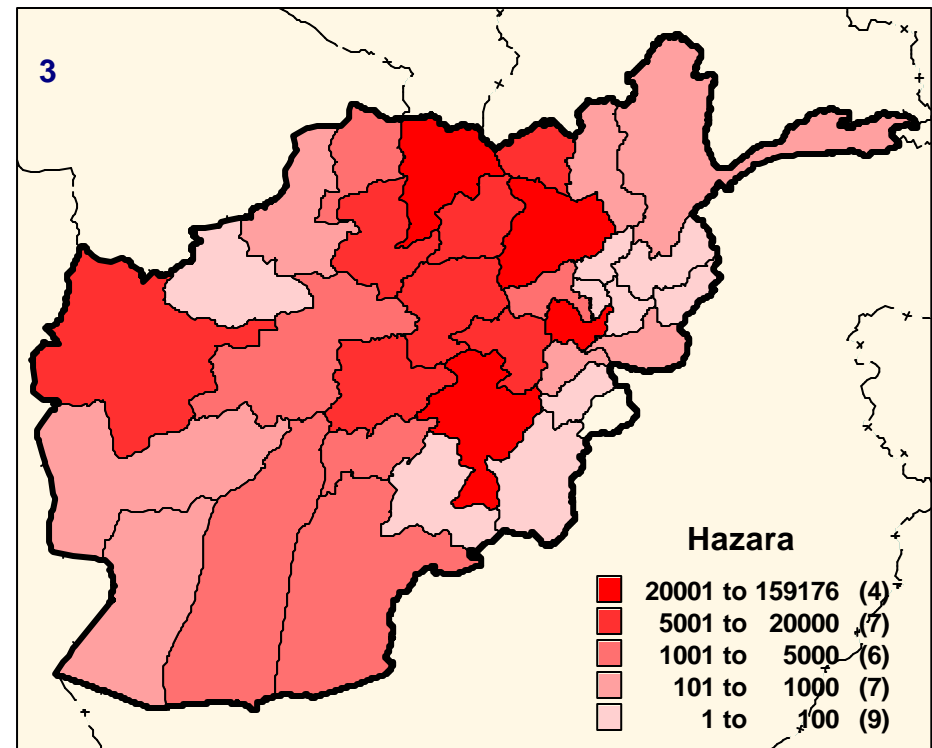 3
Hazara
20001 to 159176 (4)
5001 to 20000 (7)
1001 to 5000 (6)
101 to 1000 (7)
1 to 100 (9)